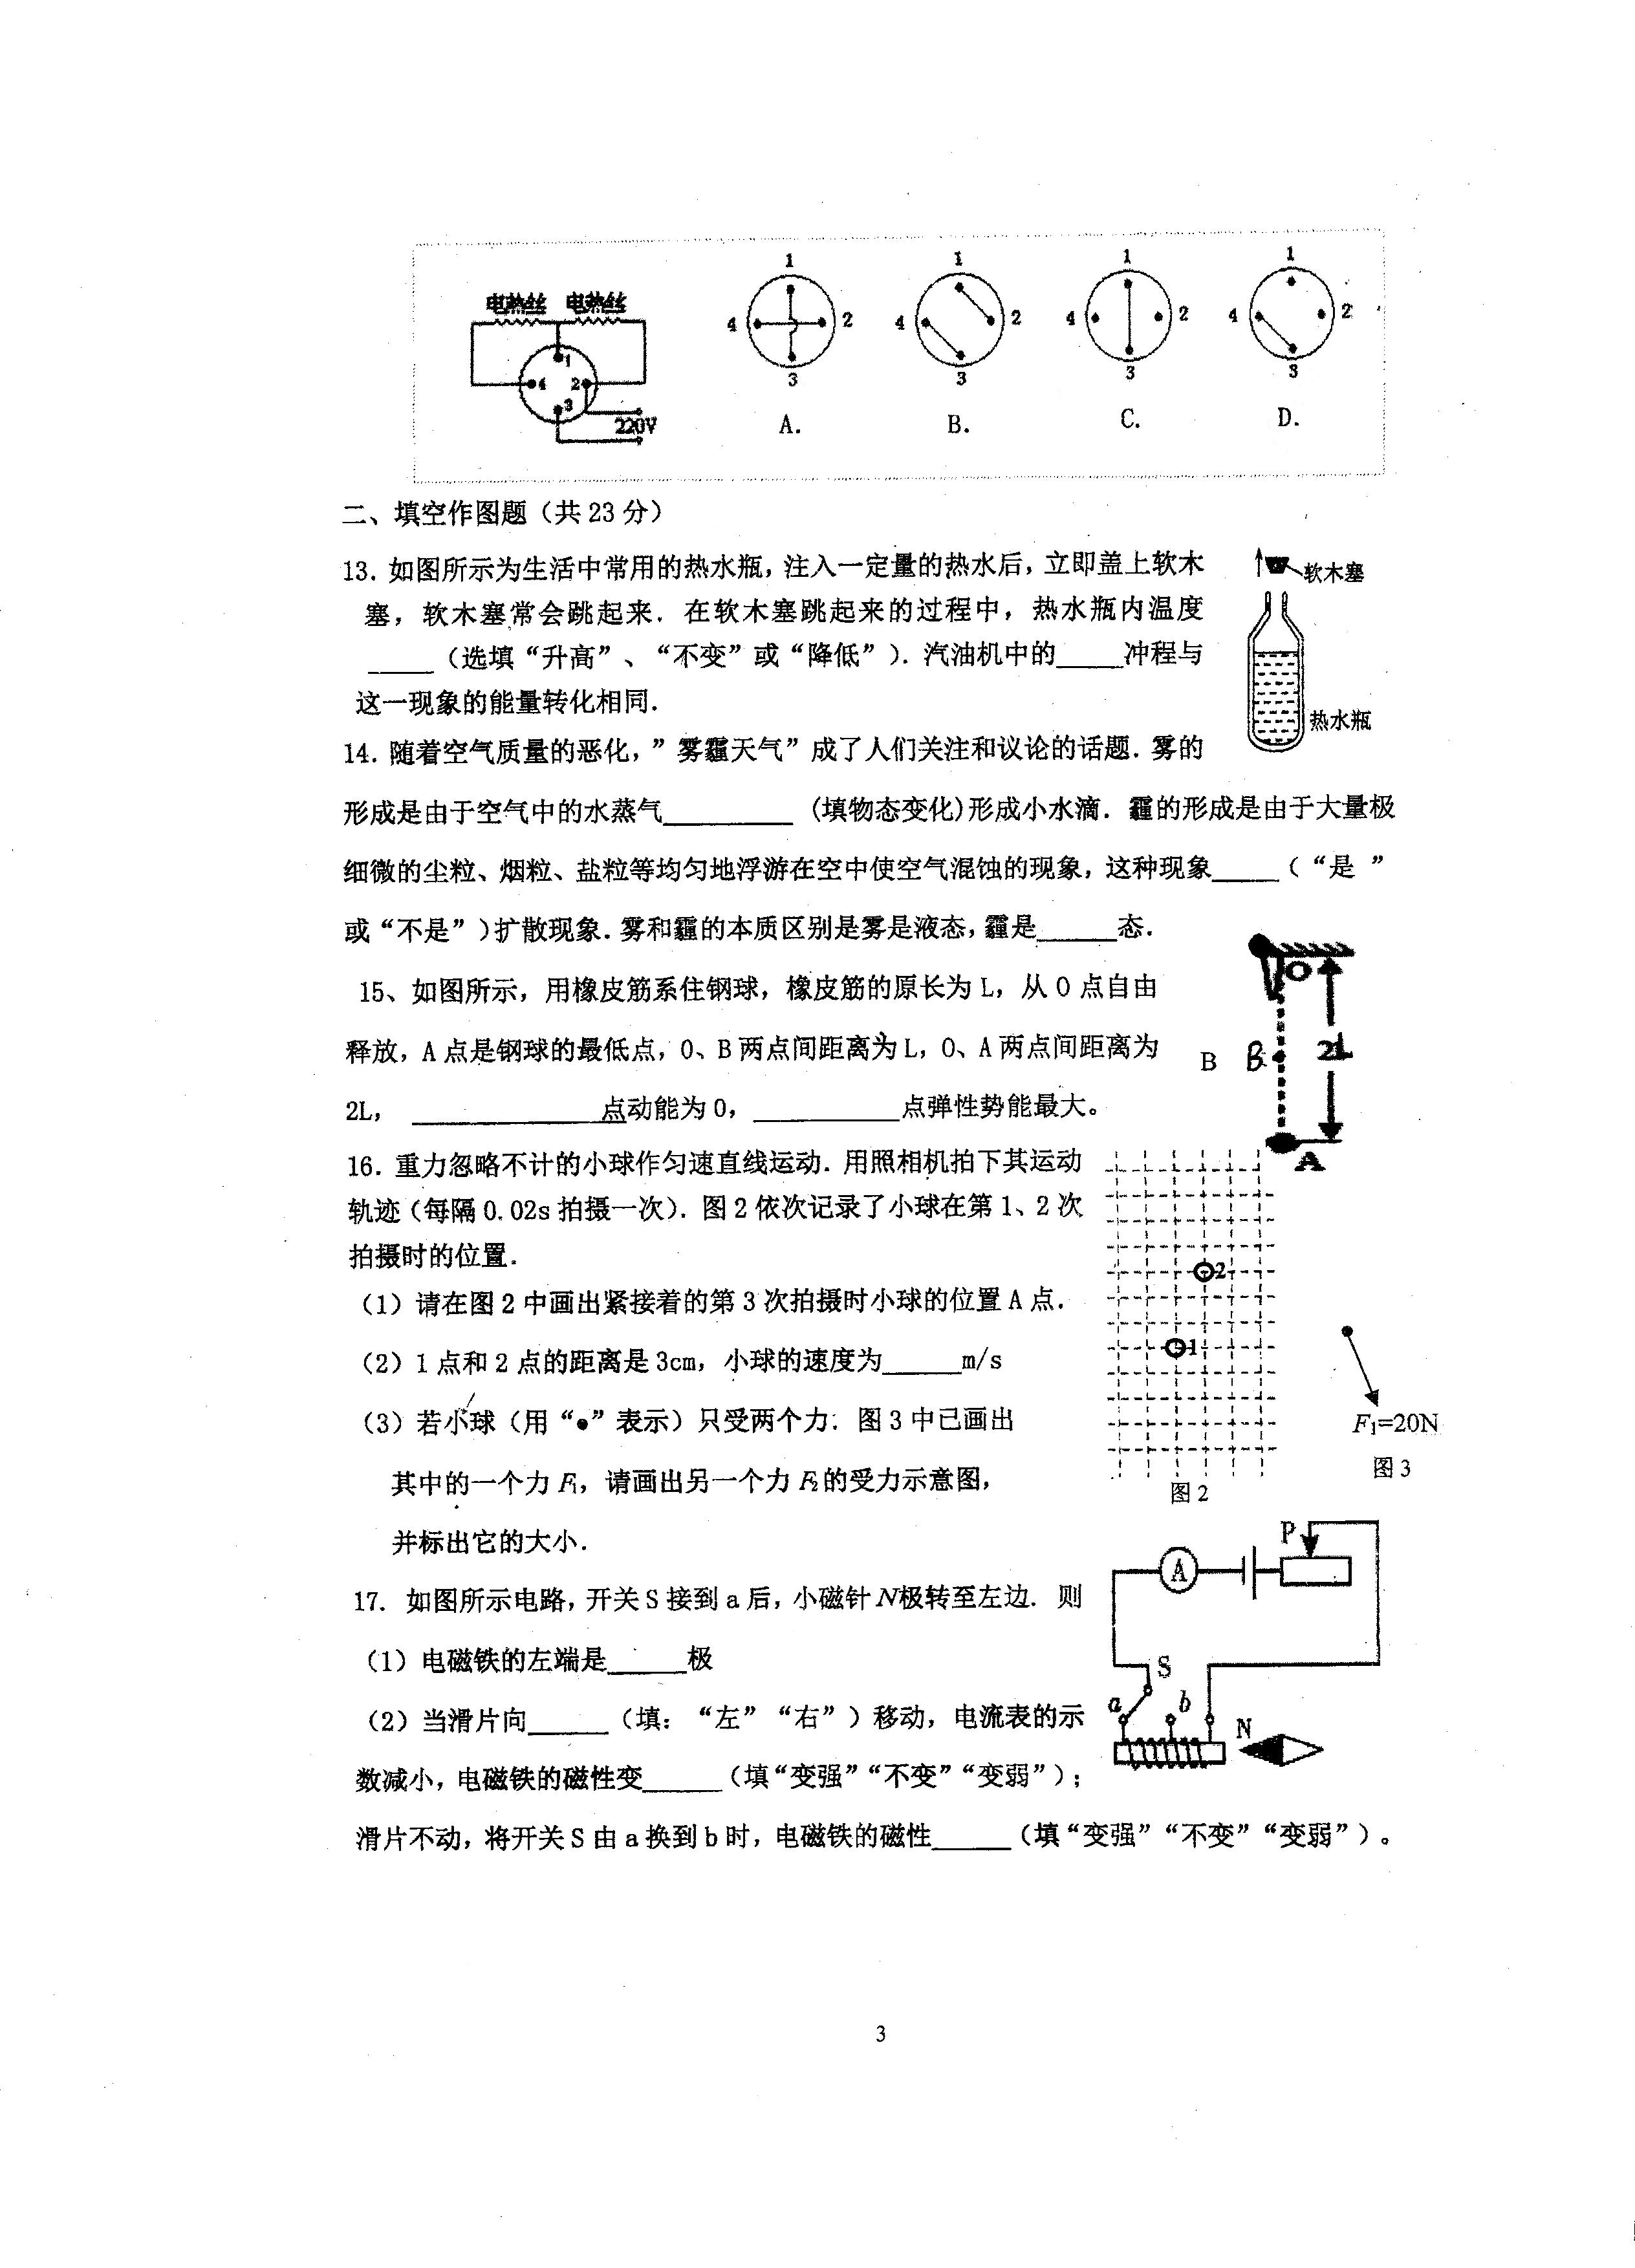 电热丝 电热丝
1
4 2
3
220V
1
4 2
3
A.
1
4 2
3
B.
1
4 2
3
C.
1
4 2
3
D.
二、填空作图题（共23分）
13. 如图所示为生活中常用的热水瓶，注入一定量的热水后，立即盖上软木
塞，软木塞常会跳起来．在软木塞跳起来的过程中，热水瓶内温度
_____（选填“升高”、“不变”或“降低”）．汽油机中的_____冲程与
这一现象的能量转化相同．
软木塞
热水瓶
14. 随着空气质量的恶化，”雾霾天气”成了人们关注和议论的话题．雾的
形成是由于空气中的水蒸气__________ (填物态变化)形成小水滴．霾的形成是由于大量极
细微的尘粒、烟粒、盐粒等均匀地浮游在空中使空气混蚀的现象，这种现象_____（“是 ”
或“不是”）扩散现象．雾和霾的本质区别是雾是液态，霾是______态．
15、如图所示，用橡皮筋系住钢球，橡皮筋的原长为 L，从 O 点自由
释放，A 点是钢球的最低点，O、B 两点间距离为 L，O、A 两点间距离为
2L， ______________点动能为 0，___________点弹性势能最大。
O
B B 2L
A
16. 重力忽略不计的小球作匀速直线运动．用照相机拍下其运动
轨迹（每隔 0.02s 拍摄一次）．图 2 依次记录了小球在第 1、2 次
拍摄时的位置．
（1）请在图 2 中画出紧接着的第 3 次拍摄时小球的位置 A 点．
（2）1 点和 2 点的距离是 3cm，小球的速度为______m/s
（3）若小球（用“●”表示）只受两个力：图 3 中已画出
其中的一个力 F1，请画出另一个力 F2的受力示意图，
并标出它的大小．
2
1
图 2
F1=20N
图 3
17. 如图所示电路，开关 S 接到 a 后，小磁针 N极转至左边．则
（1）电磁铁的左端是______极
（2）当滑片向______（填：“左”“右”）移动，电流表的示
数减小，电磁铁的磁性变______（填“变强”“不变”“变弱”）；
滑片不动，将开关 S 由 a 换到 b 时，电磁铁的磁性______（填“变强”“不变”“变弱”）。
P
A
S
a b
N
3